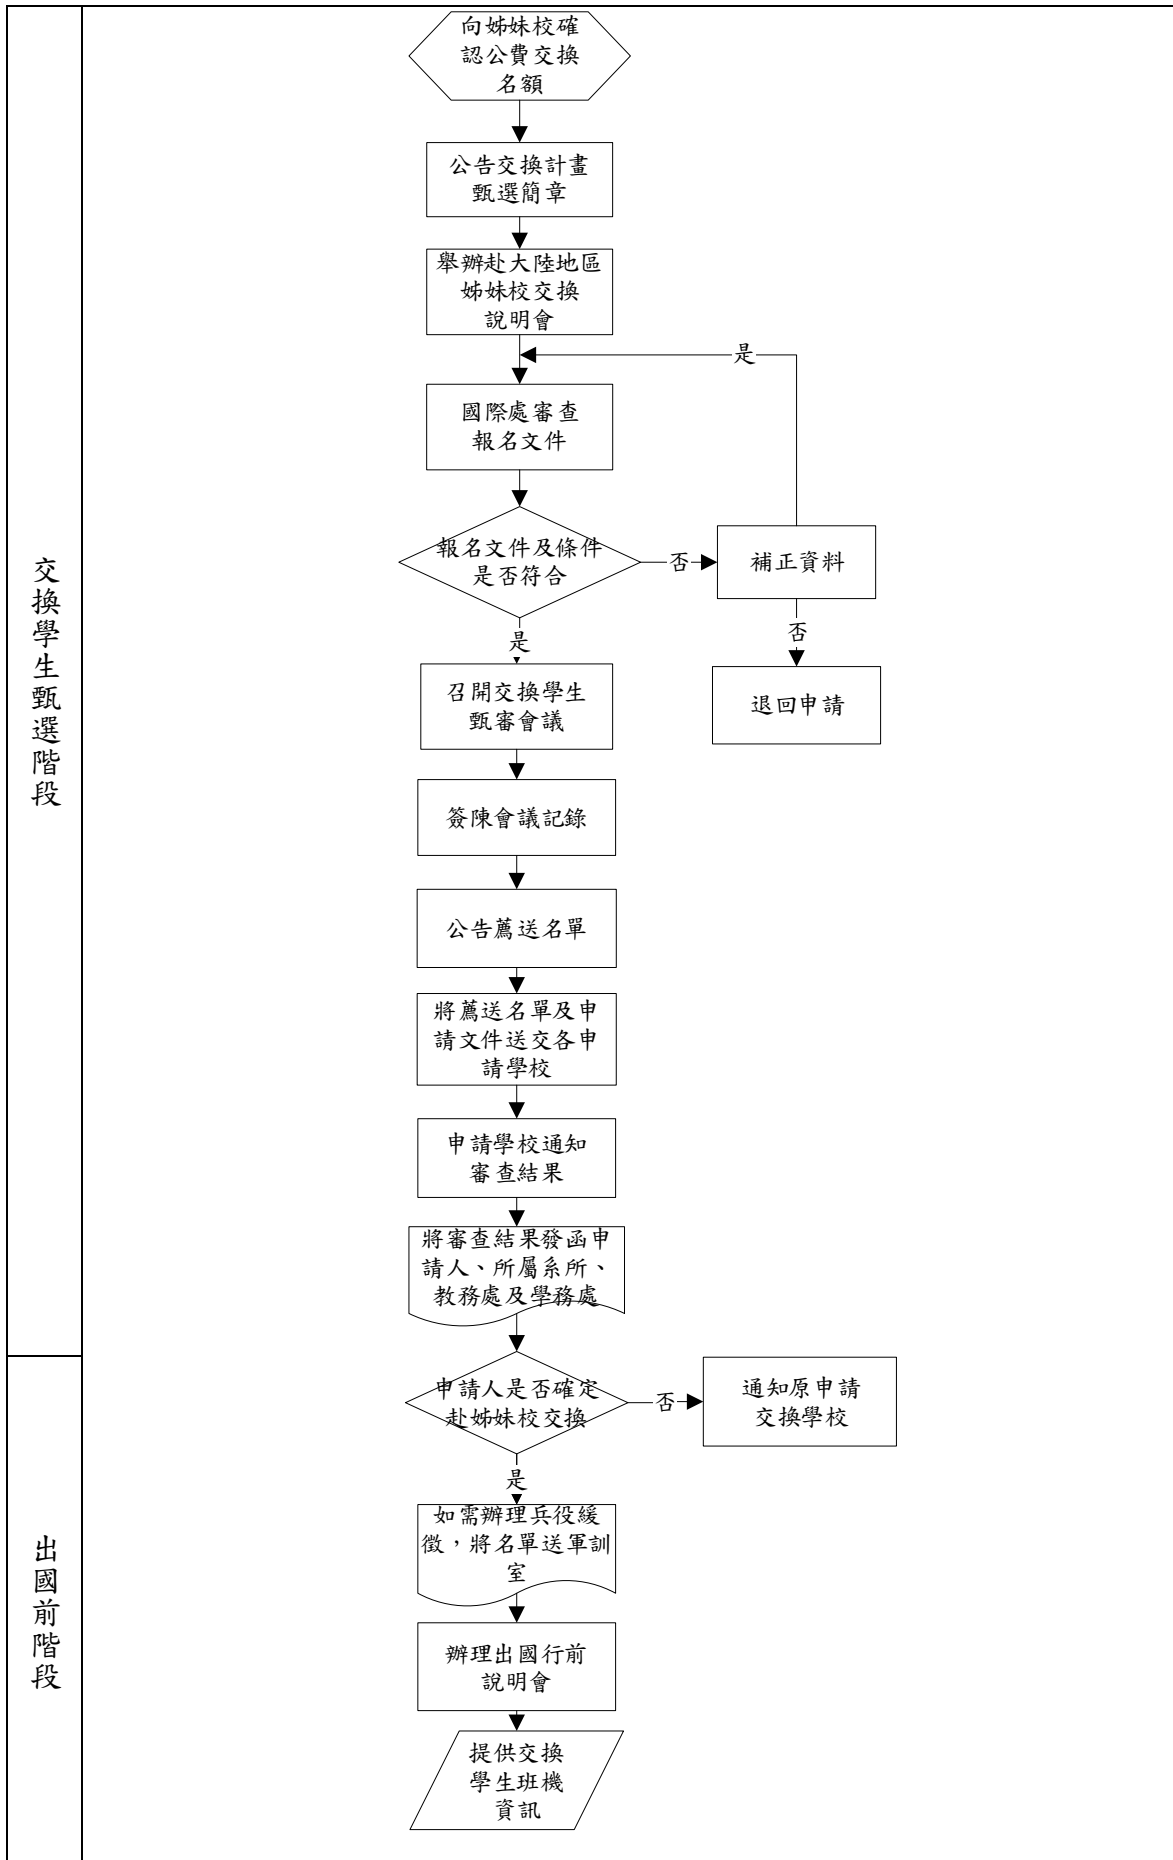 交換學生甄選階段
向姊妹校確
認公費交換
名額
公告交換計畫
甄選簡章
舉辦赴大陸地區
姊妹校交換
說明會
是
國際處審查
報名文件
報名文件及條件
是否符合
否
補正資料
是
否
召開交換學生
甄審會議
退回申請
簽陳會議記錄
公告薦送名單
將薦送名單及申
請文件送交各申
請學校
申請學校通知
審查結果
將審查結果發函申
請人、所屬系所、
教務處及學務處
出國前階段
申請人是否確定
赴姊妹校交換
否
通知原申請
交換學校
是
如需辦理兵役緩
徵，將名單送軍訓
室
辦理出國行前
說明會
提供交換
學生班機
資訊